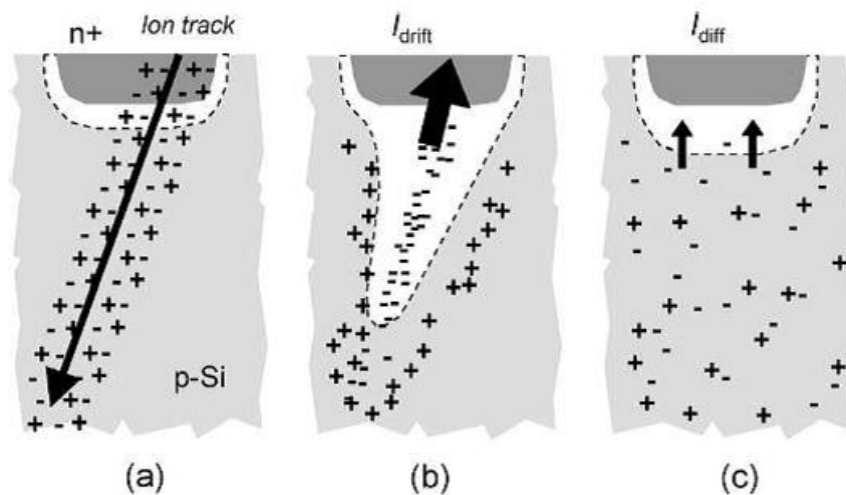 n+ Ion track
I_drift
I_diff
p-Si
(a)
(b)
(c)